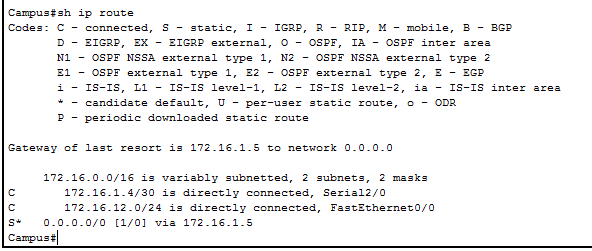 Campus#sh ip route
Codes: C - connected, S - static, I - IGRP, R - RIP, M - mobile, B - BGP
D - EIGRP, EX - EIGRP external, O - OSPF, IA - OSPF inter area
N1 - OSPF NSSA external type 1, N2 - OSPF NSSA external type 2
E1 - OSPF external type 1, E2 - OSPF external type 2, E - EGP
i - IS-IS, L1 - IS-IS level-1, L2 - IS-IS level-2, ia - IS-IS inter area
* - candidate default, U - per-user static route, o - ODR
P - periodic downloaded static route
Gateway of last resort is 172.16.1.5 to network 0.0.0.0
172.16.0.0/16 is variably subnetted, 2 subnets, 2 masks
C 172.16.1.4/30 is directly connected, Serial2/0
C 172.16.12.0/24 is directly connected, FastEthernet0/0
S* 0.0.0.0/0 [1/0] via 172.16.1.5
Campus#